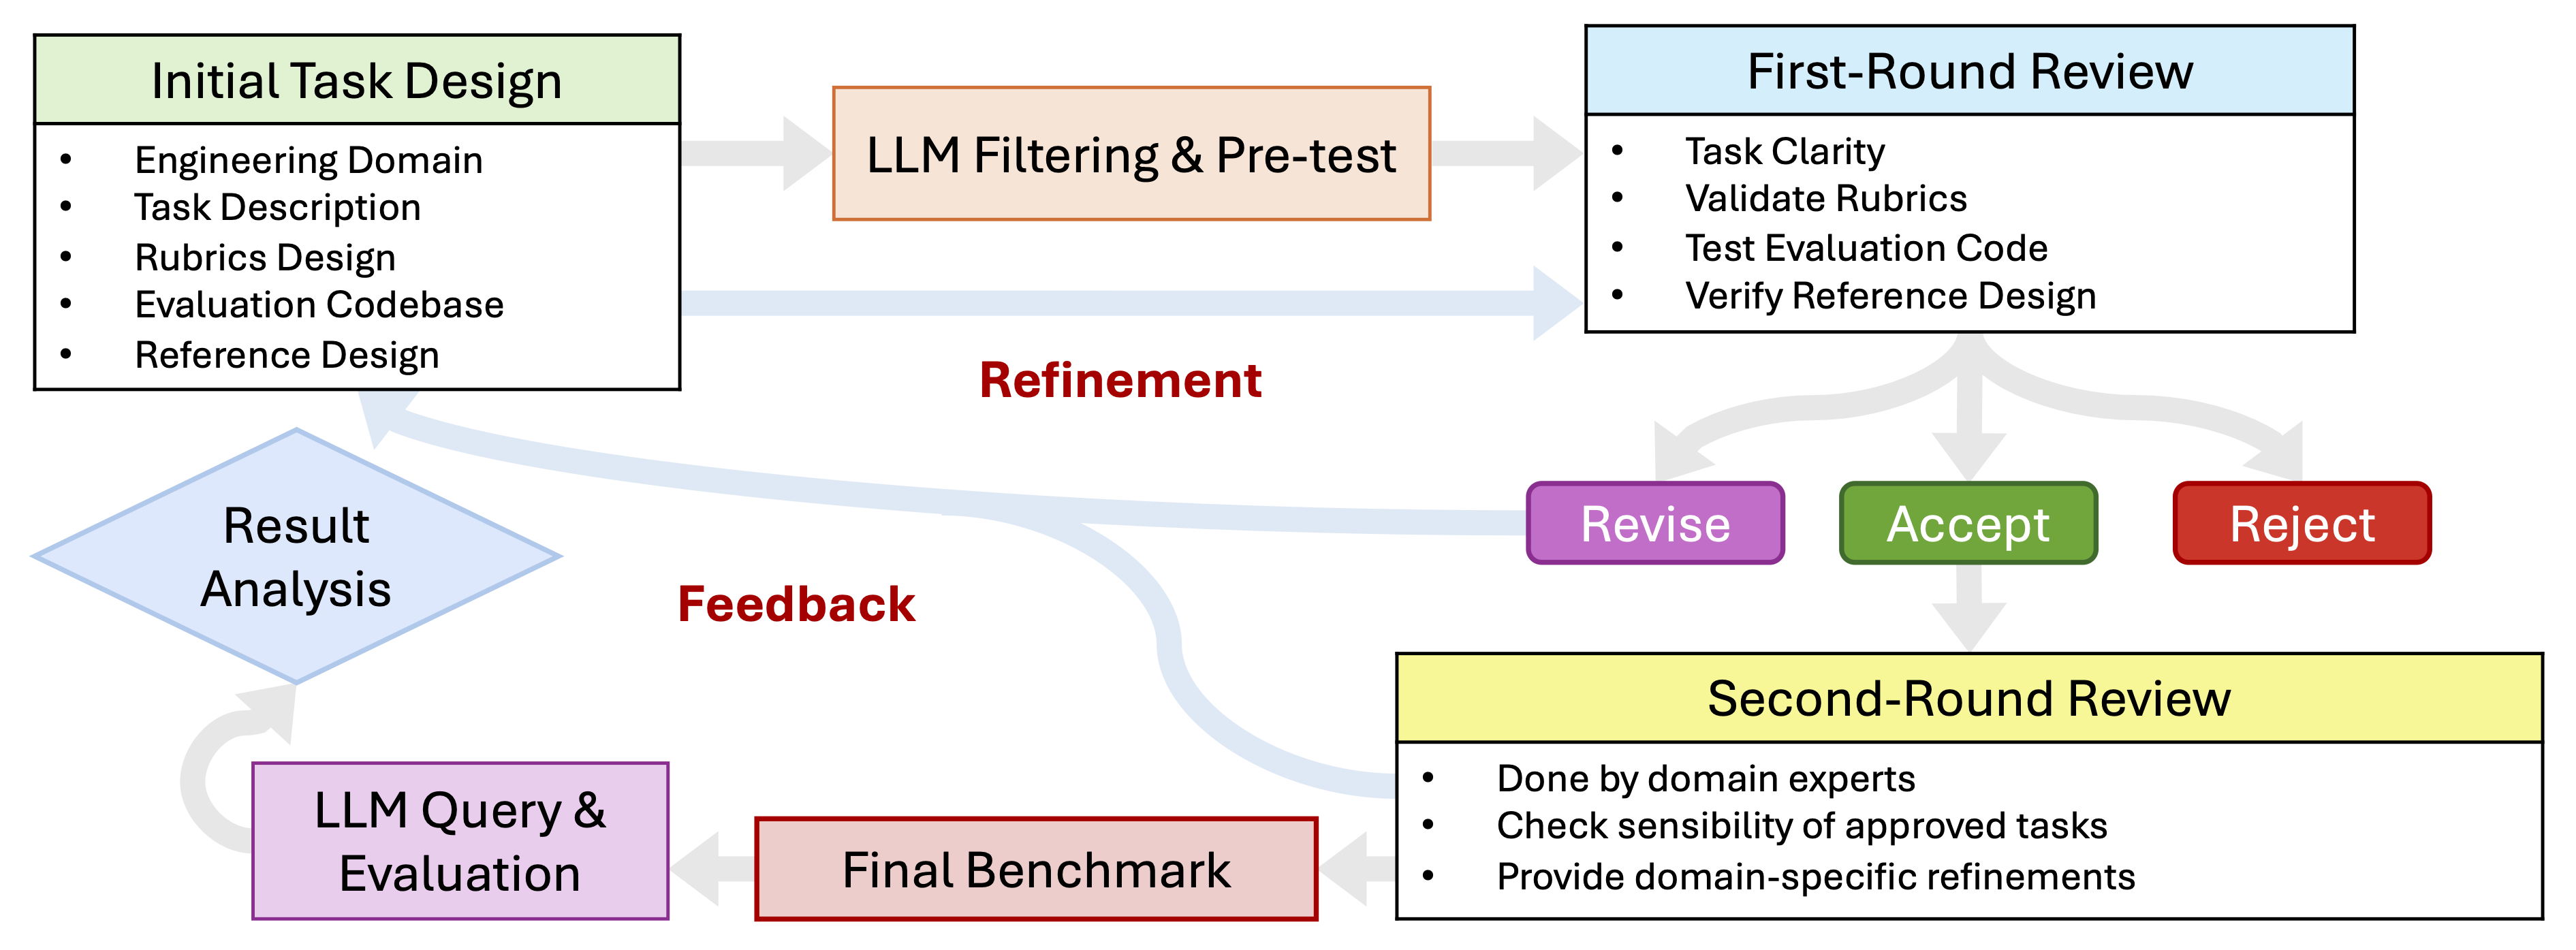 Initial Task Design
• Engineering Domain
• Task Description
• Rubrics Design
• Evaluation Codebase
• Reference Design
LLM Filtering & Pre-test
First-Round Review
• Task Clarity
• Validate Rubrics
• Test Evaluation Code
• Verify Reference Design
Refinement
Revise
Accept
Reject
Feedback
Second-Round Review
• Done by domain experts
• Check sensibility of approved tasks
• Provide domain-specific refinements
Final Benchmark
LLM Query &
Evaluation
Result
Analysis